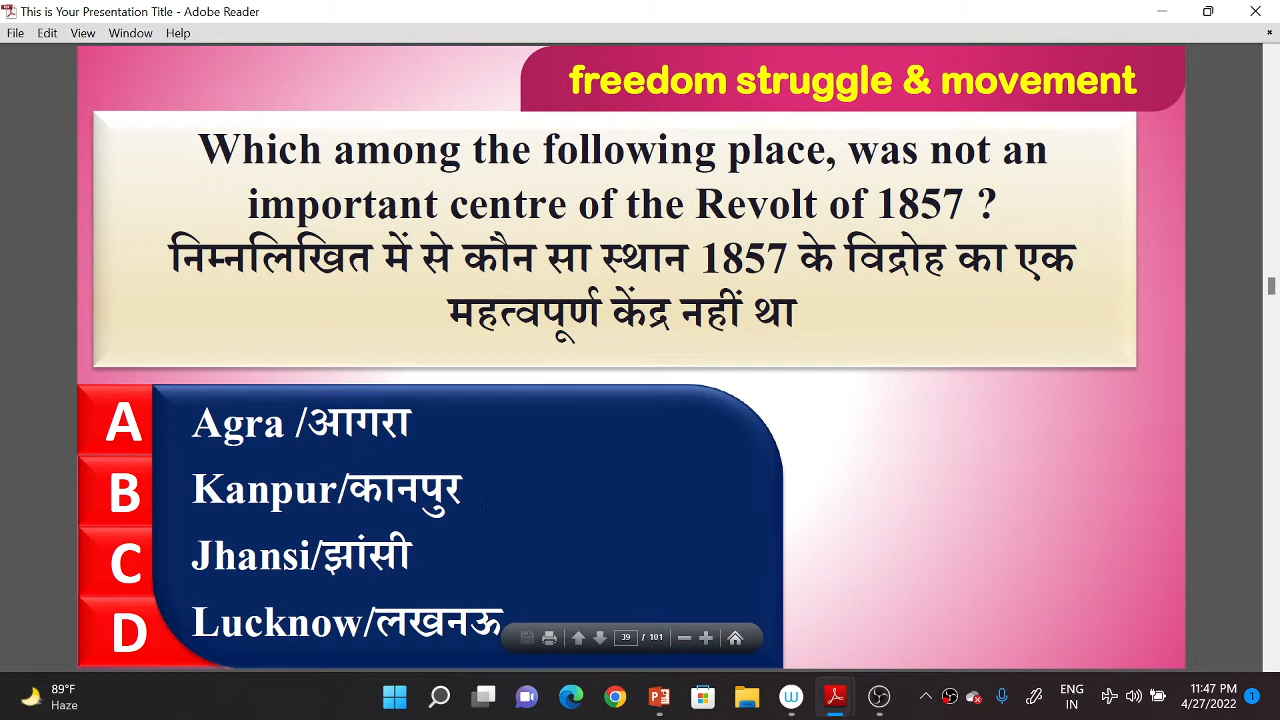 This is Your Presentation Title - Adobe Reader
File Edit View Window Help
freedom struggle & movement
Which among the following place, was not an
important centre of the Revolt of 1857 ?
निम्नलिखित में से कौन सा स्थान 1857 के विद्रोह का एक
महत्वपूर्ण केंद्र नहीं था
A Agra /आगरा
B Kanpur/कानपुर
C Jhansi/झांसी
D Lucknow/लखनऊ
39 / 101
89°F
Haze
ENG
IN
11:47 PM
4/27/2022
1